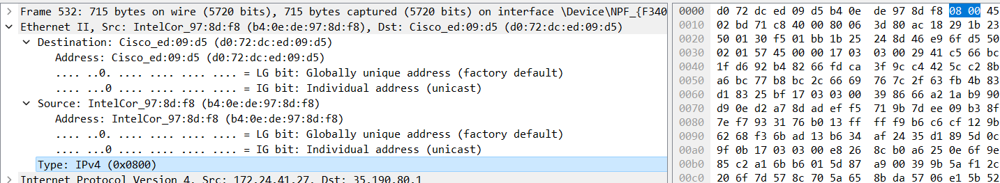 Frame 532: 715 bytes on wire (5720 bits), 715 bytes captured (5720 bits) on interface \Device\NPF_{F340
Ethernet II, Src: IntelCor_97:8d:f8 (b4:0e:de:97:8d:f8), Dst: Cisco_ed:09:d5 (d0:72:dc:ed:09:d5)
Destination: Cisco_ed:09:d5 (d0:72:dc:ed:09:d5)
Address: Cisco_ed:09:d5 (d0:72:dc:ed:09:d5)
.... ..0. .... .... .... .... = LG bit: Globally unique address (factory default)
.... ...0 .... .... .... .... = IG bit: Individual address (unicast)
Source: IntelCor_97:8d:f8 (b4:0e:de:97:8d:f8)
Address: IntelCor_97:8d:f8 (b4:0e:de:97:8d:f8)
.... ..0. .... .... .... .... = LG bit: Globally unique address (factory default)
.... ...0 .... .... .... .... = IG bit: Individual address (unicast)
Type: IPv4 (0x0800)
Internet Protocol Version 4, Src: 172.24.41.27, Dst: 35.190.80.1
0000 d0 72 dc ed 09 d5 b4 0e de 97 8d f8 08 00 45
0010 02 bd 71 c8 40 00 80 06 3d 80 ac 18 29 1b 23
0020 50 01 30 f5 01 bb 1b 25 24 8d 46 e9 6f d5 50
0030 02 01 57 45 00 00 17 03 03 00 29 41 c5 66 bc
0040 1f d6 92 b4 82 66 fd ca 3f 9c c4 42 5c c2 8b
0050 a6 bc 77 b8 bc 2c 66 69 76 7c 2f 63 fb 4b 83
0060 d1 83 25 bf 17 03 03 00 39 86 66 a2 1a b9 90
0070 d9 0e d2 a7 8d ad ef f5 71 9b 7d ee 09 b3 8f
0080 7e f7 93 31 76 b0 13 ff ff f9 b6 c6 cf 12 9b
0090 62 68 f3 6b ad 13 b6 34 af 24 35 d1 89 5d 0c
00a0 9f 0b 17 03 03 00 e8 26 8c b0 a6 25 0e 6f 9e
00b0 85 c2 a1 6b b6 01 5d 87 a9 00 39 9b 5a f1 2c
00c0 20 6f 7d 57 8c 70 5a 65 8b da 57 06 e1 5b 52